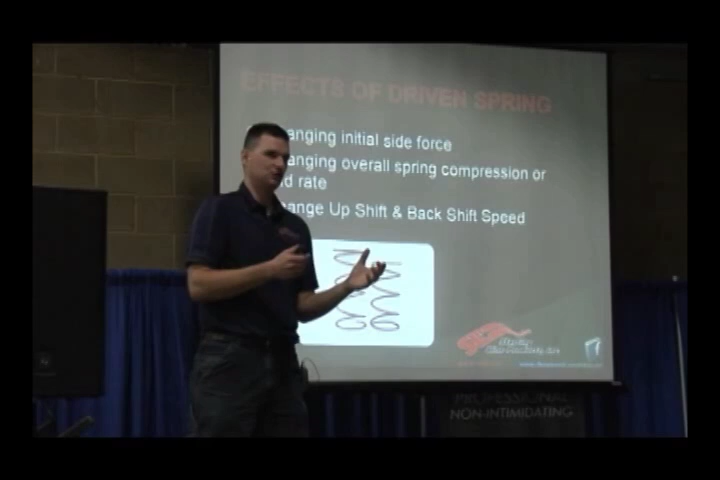 EFFECTS OF DRIVEN SPRING
anging initial side force
anging overall spring compression or
d rate
ange Up Shift & Back Shift Speed
PROFESSIONAL
NON-INTIMIDATING